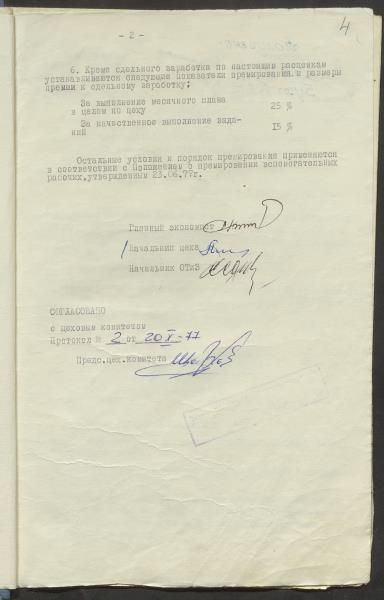 4
- 2 -
6. Кроме сдельного заработка по настоящим расценкам
устанавливаются следующие показатели премирования и размеры
премии к сдельному заработку:
За выполнение месячного плана
в целом по цеху 25 %
За качественное выполнение зада-
ний 15 %
Остальные условия и порядок премирования применяются
в соответствии с Положением о премировании вспомогательных
рабочих, утвержденным 23.06.77г.
Главный экономист
Начальник цеха
Начальник ОТиЗ
СОГЛАСОВАНО
с цеховым комитетом
Протокол № 2 от 20 X - 77
Предс.цех.комитета